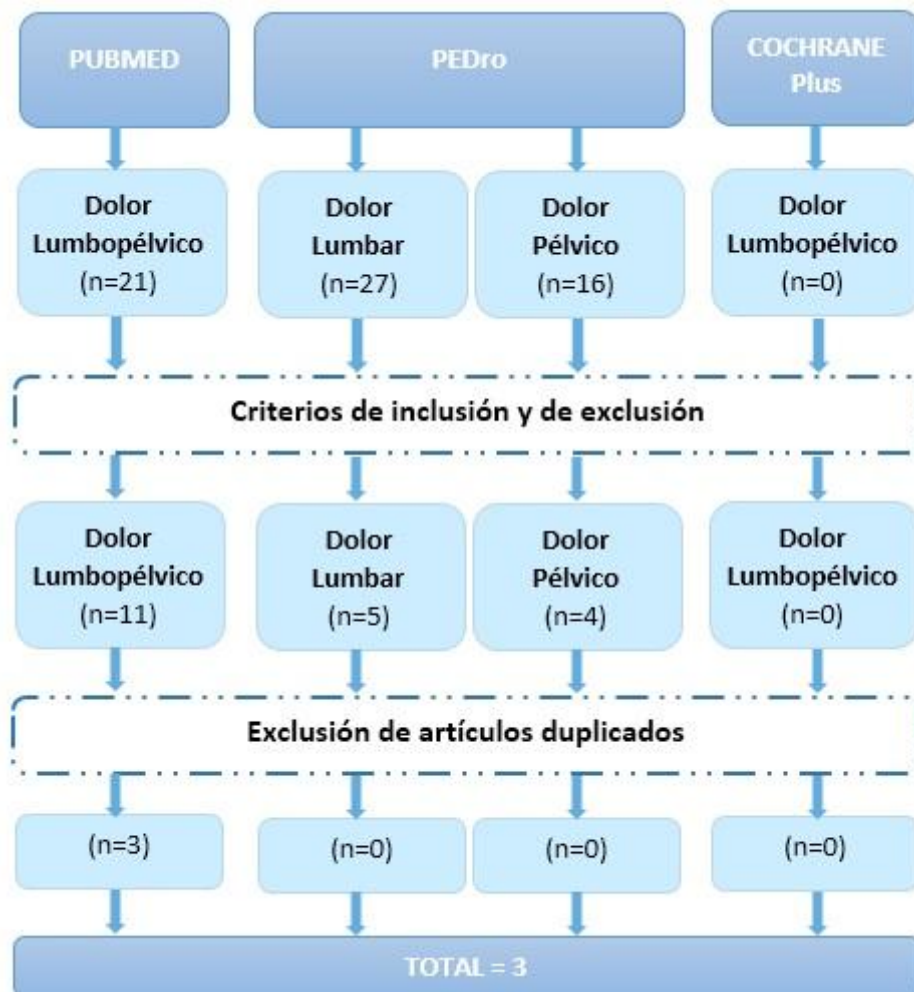 PUBMED
PEDro
COCHRANE
Plus
Dolor
Lumbopélvico
(n=21)
Dolor
Lumbar
(n=27)
Dolor
Pélvico
(n=16)
Dolor
Lumbopélvico
(n=0)
Criterios de inclusión y de exclusión
Dolor
Lumbopélvico
(n=11)
Dolor
Lumbar
(n=5)
Dolor
Pélvico
(n=4)
Dolor
Lumbopélvico
(n=0)
Exclusión de artículos duplicados
(n=3)
(n=0)
(n=0)
(n=0)
TOTAL = 3